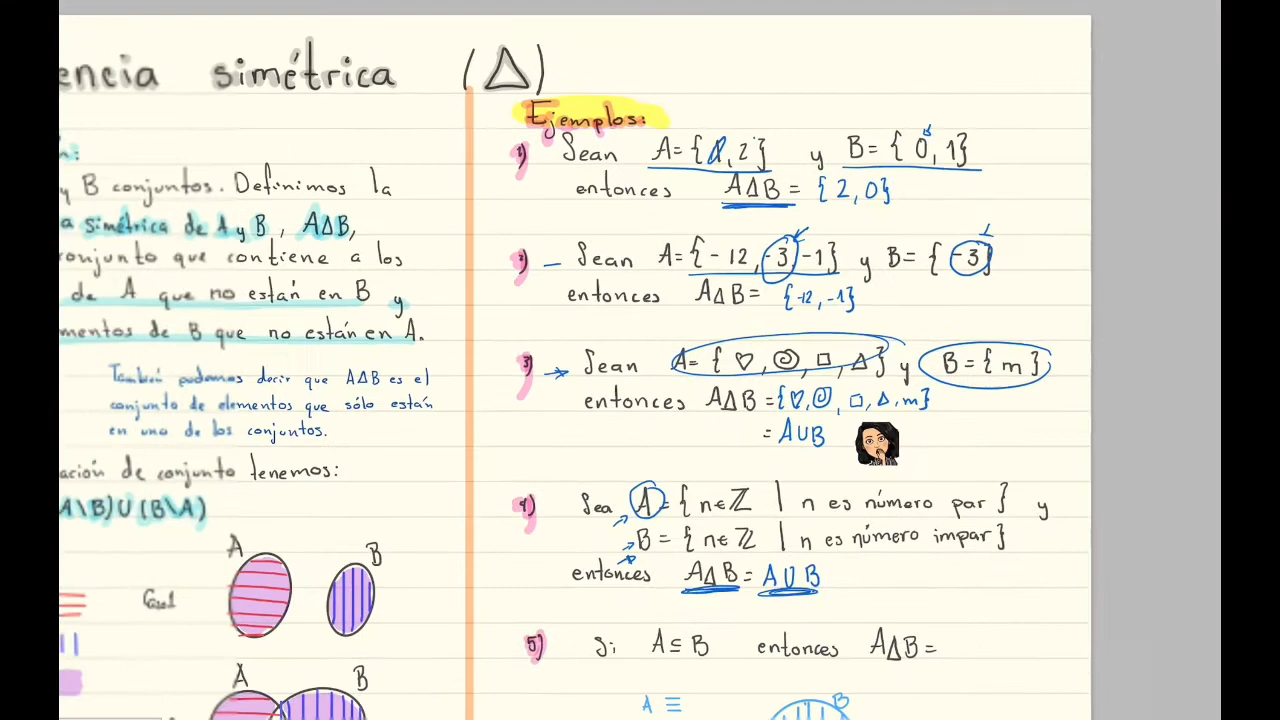 encia simétrica (Δ)
ón:
y B conjuntos. Definimos la
a simétrica de A y B, AΔB,
conjunto que contiene a los
de A que no están en B y
mentos de B que no están en A.
También podemos decir que AΔB es el
conjunto de elementos que sólo están
en uno de los conjuntos.
ación de conjunto tenemos:
A\B)∪(B\A)
A
B
Caso1
A
B
Ejemplos:
1) Sean A={1,2} y B={0,1}
entonces AΔB = {2,0}
2) Sean A={-12,-3,-1} y B={-3}
entonces AΔB= {-12,-1}
3) Sean A={♡,◎,□,△} y B={m}
entonces AΔB={♡,◎,□,△,m}
= A∪B
4) Sea A={n∈ℤ | n es número par} y
B={n∈ℤ | n es número impar}
entonces AΔB=A∪B
5) Si A⊆B entonces AΔB=
A ≡
B